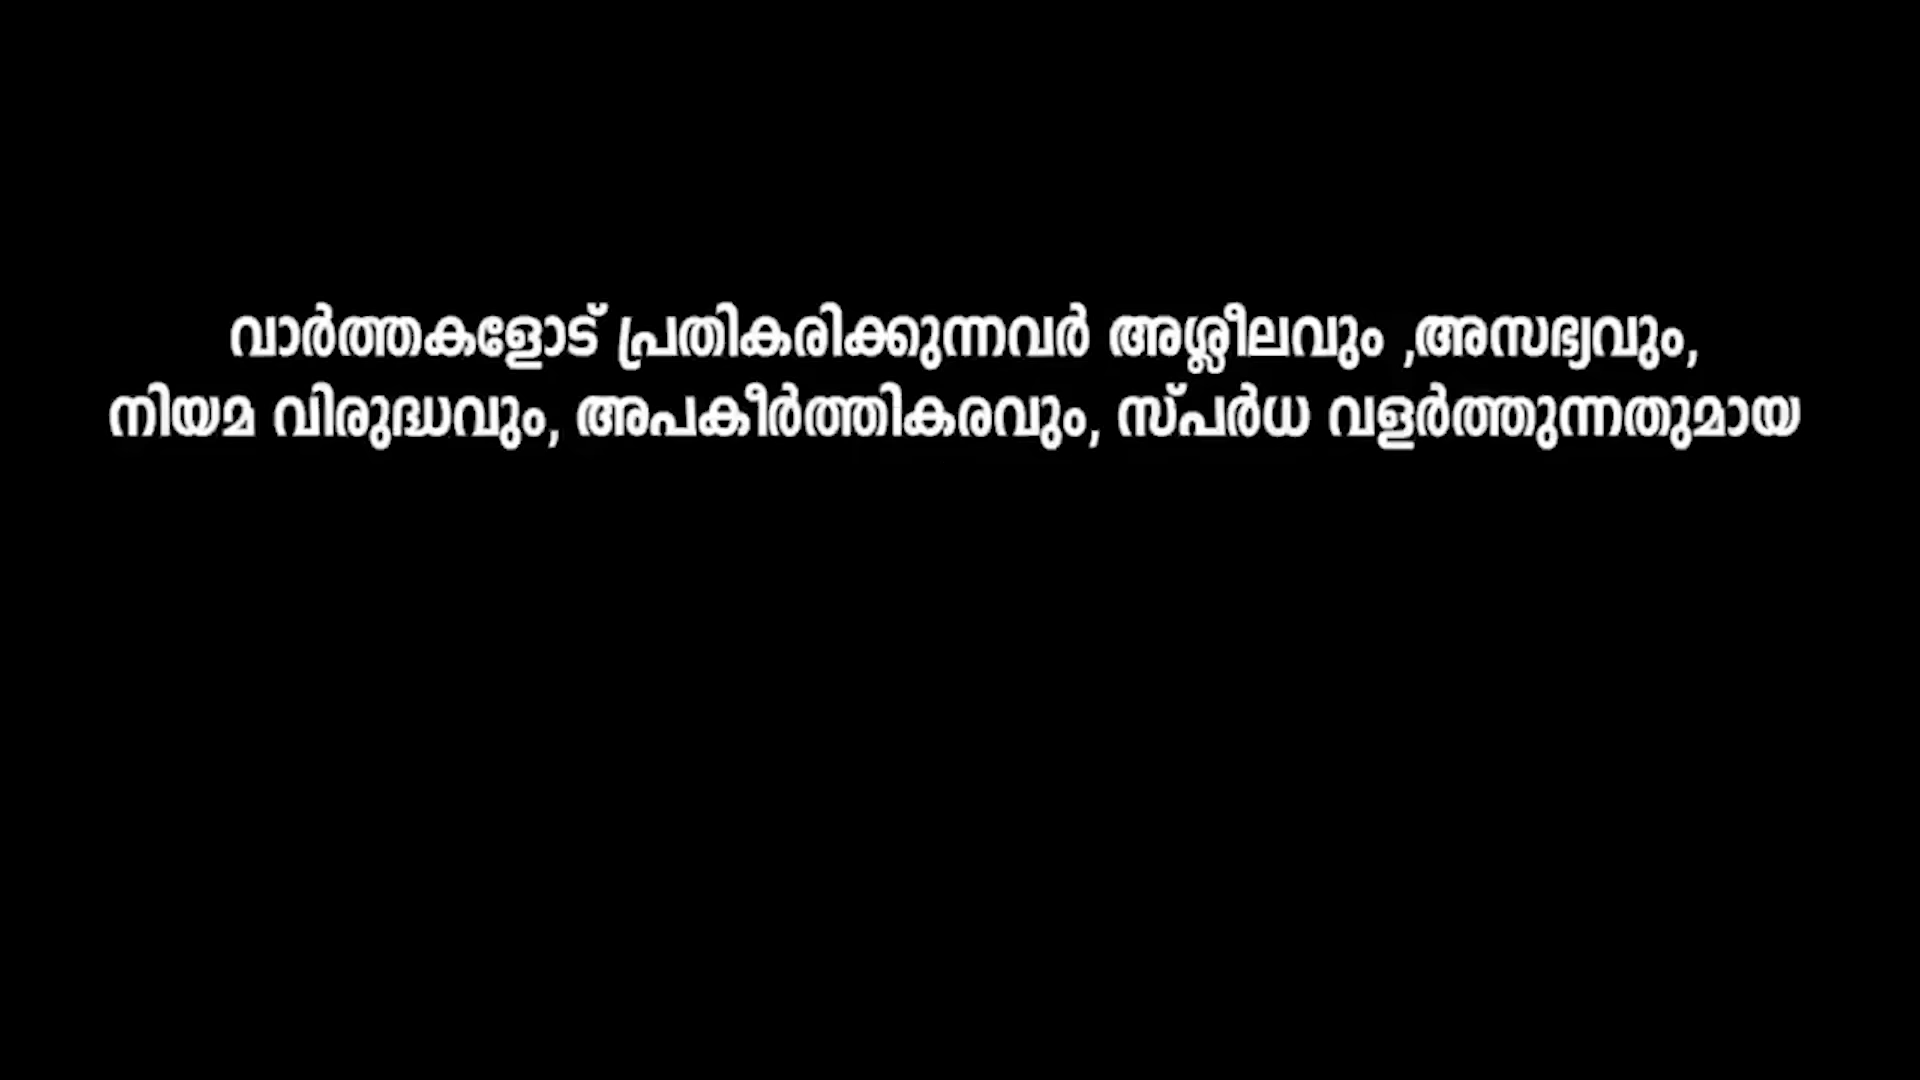 വാർത്തകളോട് പ്രതികരിക്കുന്നവർ അശ്ലീലവും ,അസഭ്യവും,
നിയമ വിരുദ്ധവും, അപകീർത്തികരവും, സ്പർധ വളർത്തുന്നതുമായ